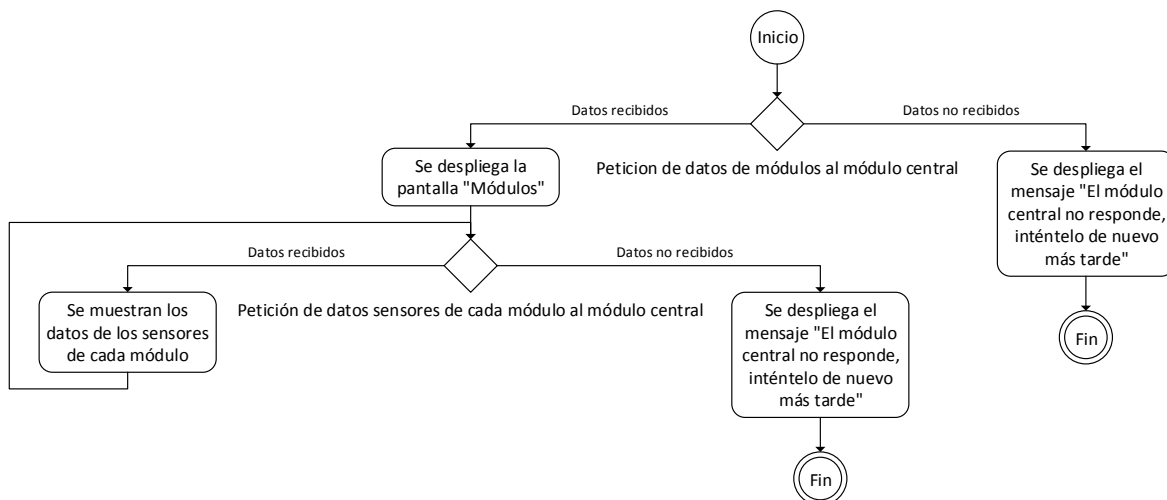 Inicio
Datos recibidos
Datos no recibidos
Peticion de datos de módulos al módulo central
Se despliega la
pantalla "Módulos"
Se despliega el
mensaje "El módulo
central no responde,
inténtelo de nuevo
más tarde"
Fin
Datos recibidos
Datos no recibidos
Petición de datos sensores de cada módulo al módulo central
Se muestran los
datos de los sensores
de cada módulo
Se despliega el
mensaje "El módulo
central no responde,
inténtelo de nuevo
más tarde"
Fin